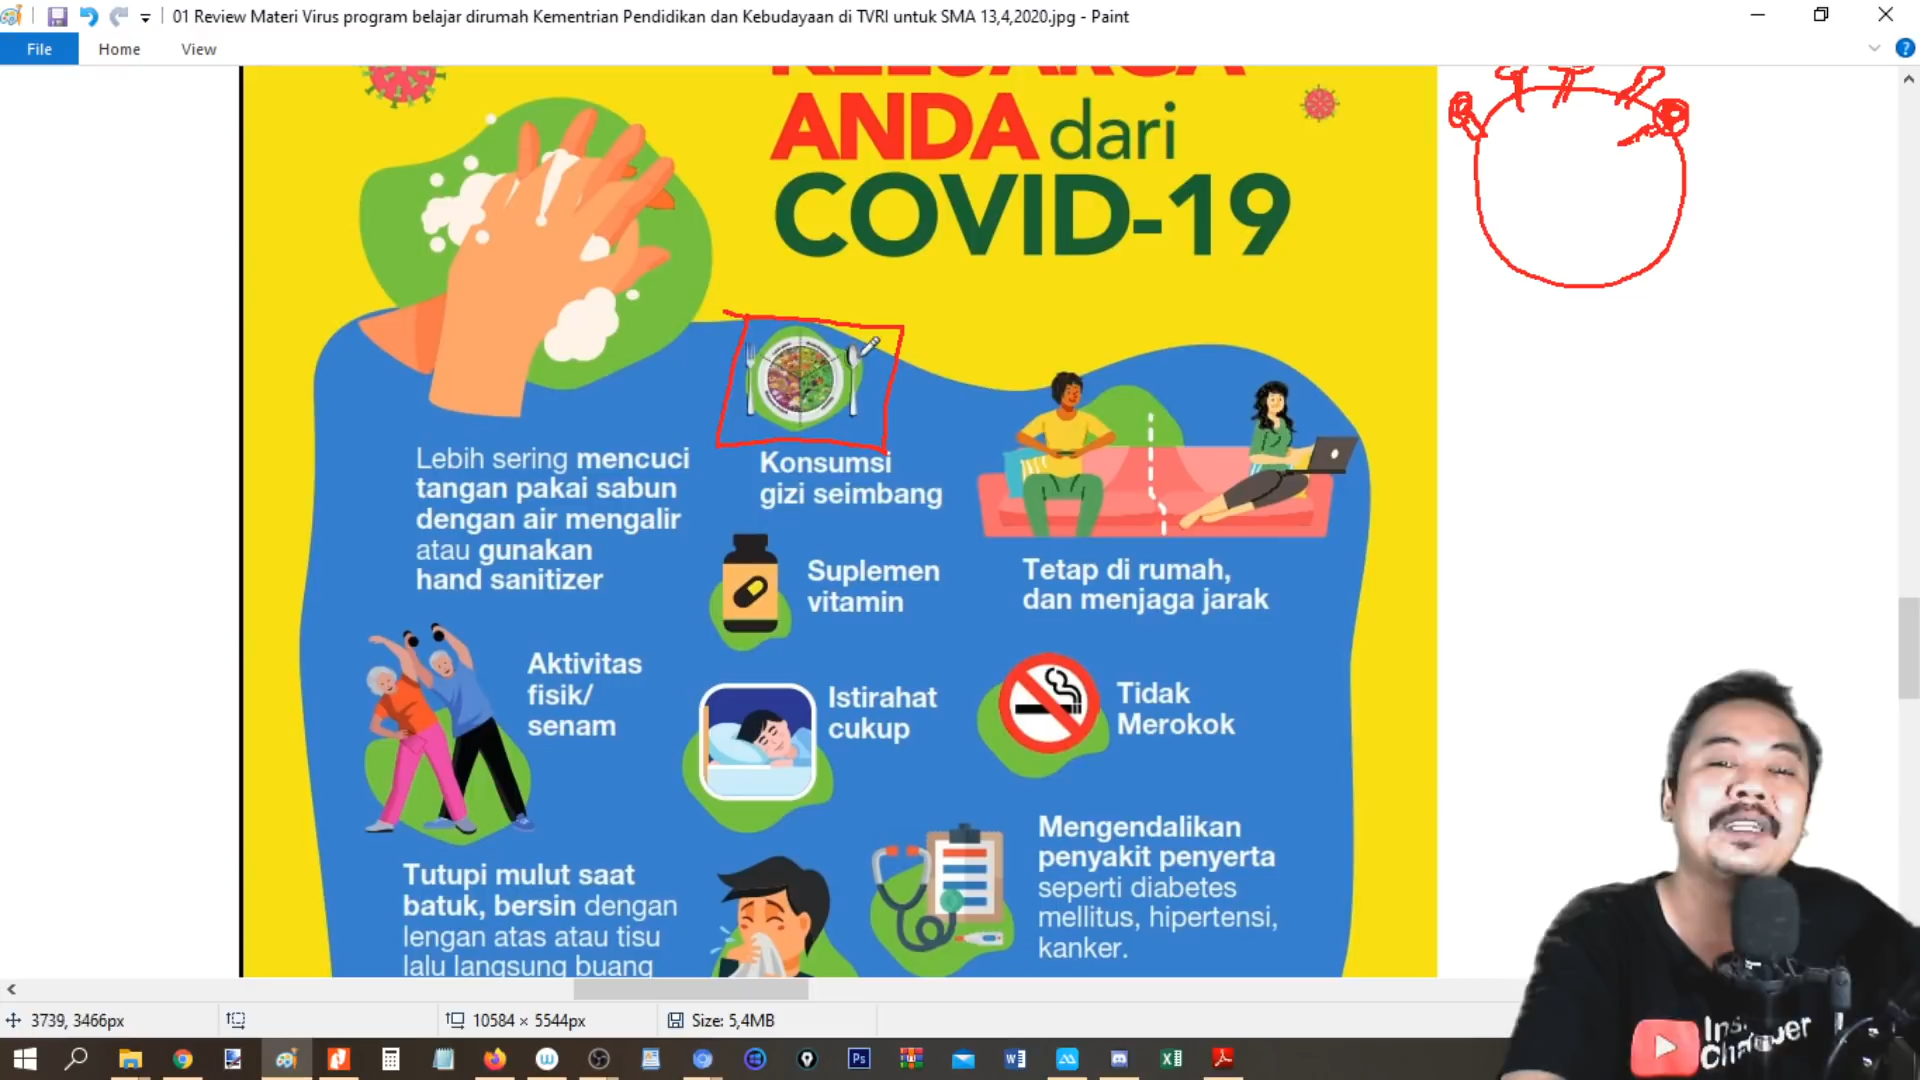 01 Review Materi Virus program belajar dirumah Kementrian Pendidikan dan Kebudayaan di TVRI untuk SMA 13,4,2020.jpg - Paint
File Home View
KELUARGA
ANDA dari
COVID-19
Lebih sering mencuci
tangan pakai sabun
dengan air mengalir
atau gunakan
hand sanitizer
Konsumsi
gizi seimbang
Suplemen
vitamin
Tetap di rumah,
dan menjaga jarak
Aktivitas
fisik/
senam
Istirahat
cukup
Tidak
Merokok
Tutupi mulut saat
batuk, bersin dengan
lengan atas atau tisu
lalu langsung buang
Mengendalikan
penyakit penyerta
seperti diabetes
mellitus, hipertensi,
kanker.
3739, 3466px
10584 × 5544px
Size: 5,4MB